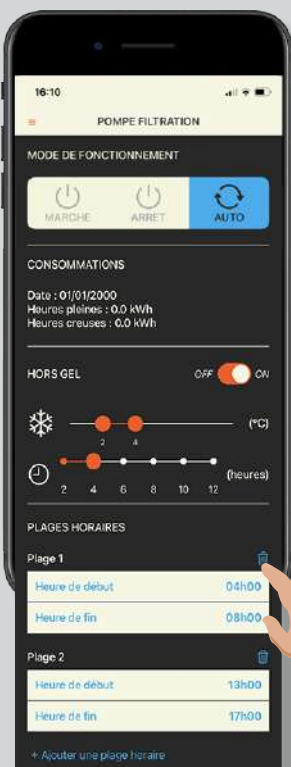 16:10
POMPE FILTRATION
MODE DE FONCTIONNEMENT
MARCHE ARRET AUTO
CONSOMMATIONS
Date : 01/01/2000
Heures pleines : 0.0 kWh
Heures creuses : 0.0 kWh
HORS GEL OFF ON
(°C)
2 4
(heures)
2 4 6 8 10 12
PLAGES HORAIRES
Plage 1
Heure de début 04h00
Heure de fin 08h00
Plage 2
Heure de début 13h00
Heure de fin 17h00
+ Ajouter une plage horaire